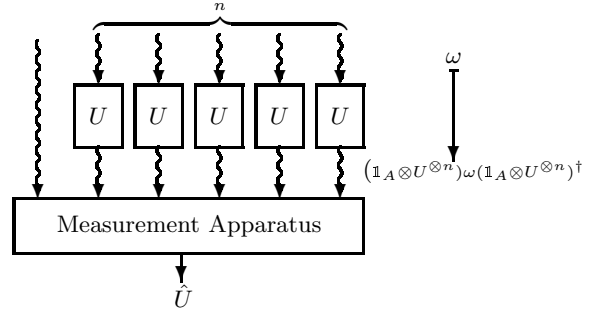 n
ω
U U U U U
(𝟙_A⊗U^{⊗n})ω(𝟙_A⊗U^{⊗n})^†
Measurement Apparatus
Û